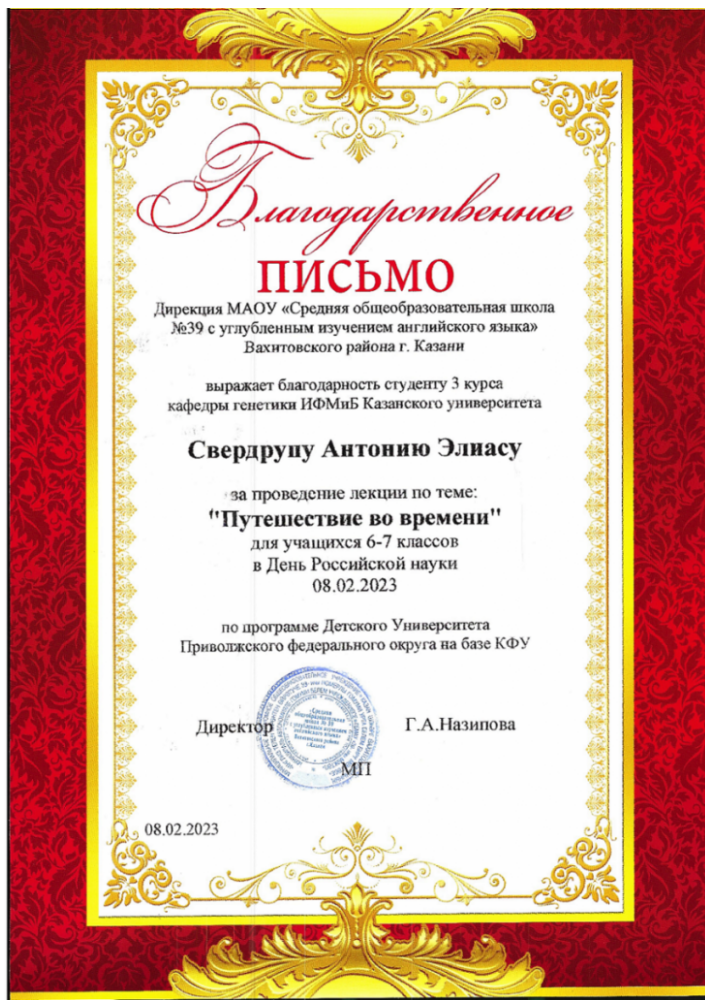 Благодарственное
ПИСЬМО
Дирекция МАОУ «Средняя общеобразовательная школа
№39 с углубленным изучением английского языка»
Вахитовского района г. Казани
выражает благодарность студенту 3 курса
кафедры генетики ИФМиБ Казанского университета
Свердрупу Антонию Элиасу
за проведение лекции по теме:
"Путешествие во времени"
для учащихся 6-7 классов
в День Российской науки
08.02.2023
по программе Детского Университета
Приволжского федерального округа на базе КФУ
Директор
Г.А.Назипова
МП
08.02.2023